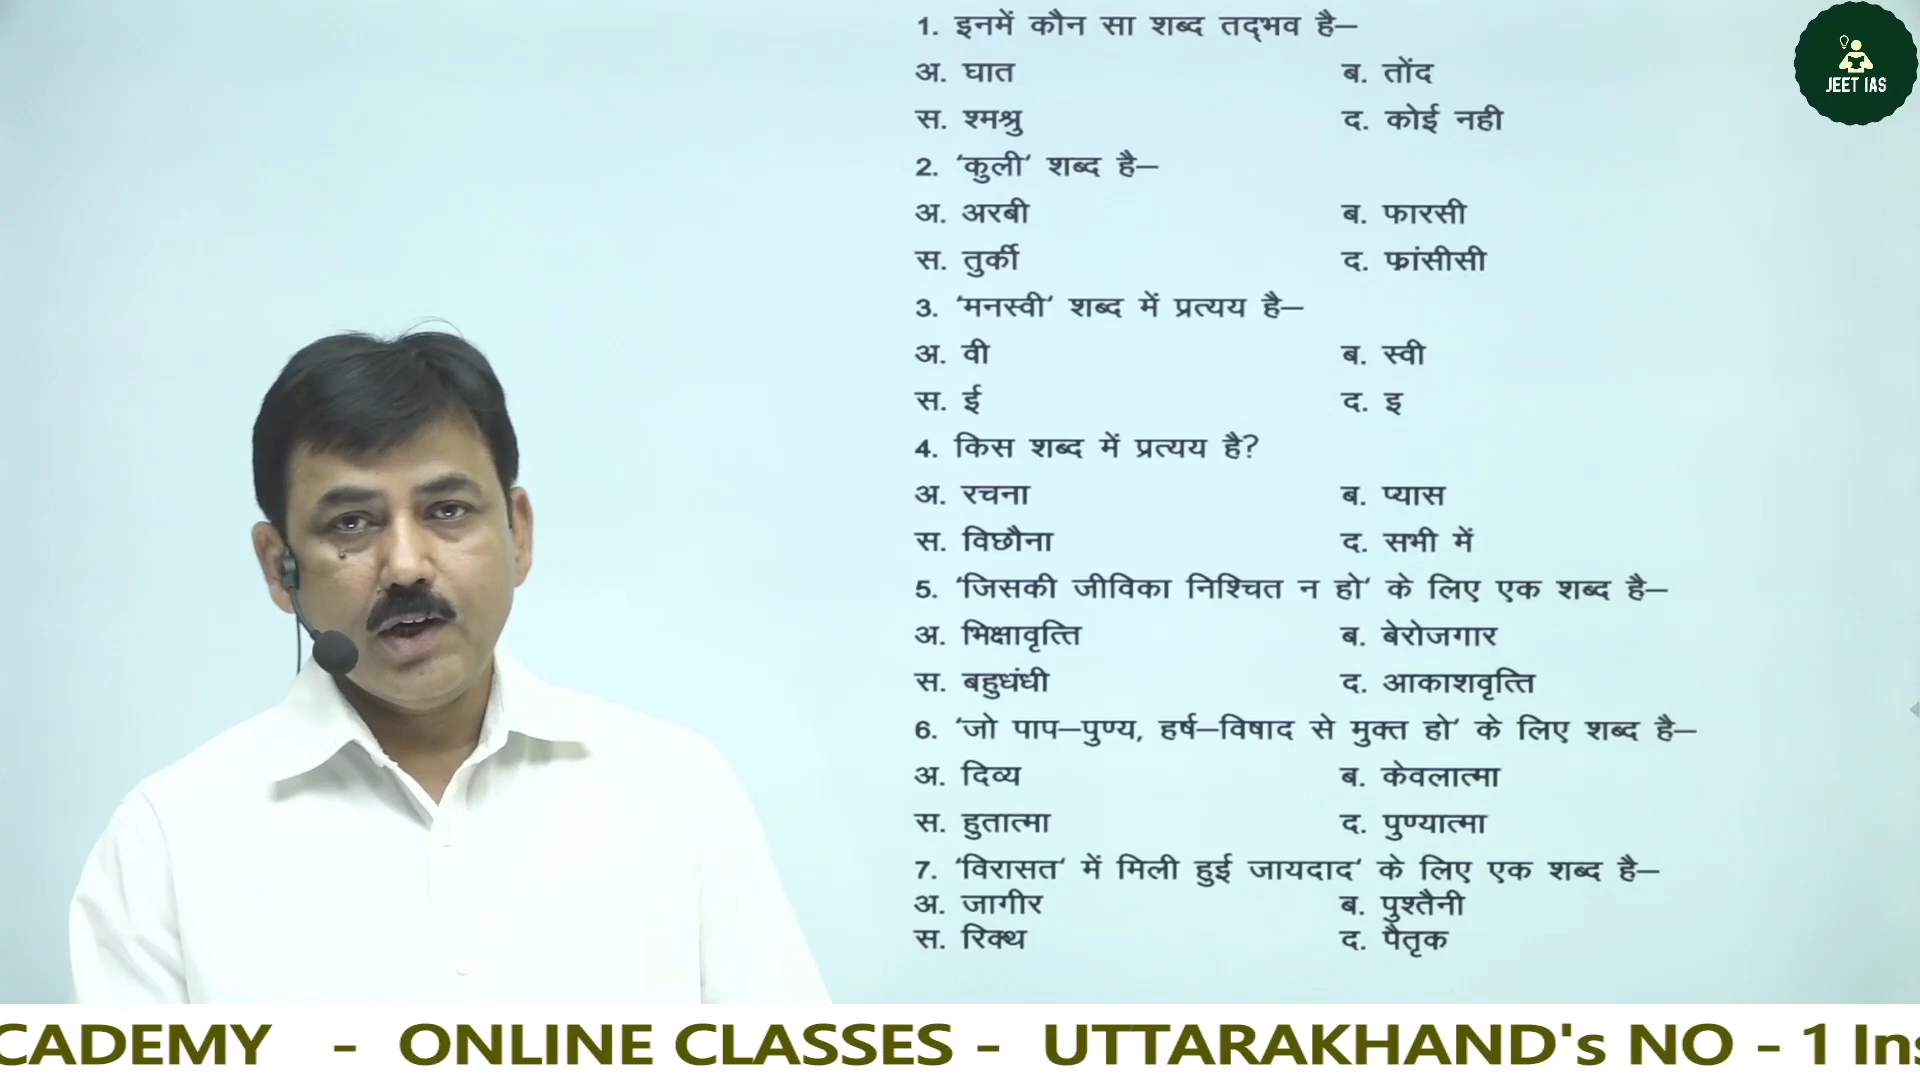 1. इनमें कौन सा शब्द तद्भव है–
अ. घात ब. तोंद
स. श्मश्रु द. कोई नही
2. ‘कुली’ शब्द है–
अ. अरबी ब. फारसी
स. तुर्की द. फ्रांसीसी
3. ‘मनस्वी’ शब्द में प्रत्यय है–
अ. वी ब. स्वी
स. ई द. इ
4. किस शब्द में प्रत्यय है?
अ. रचना ब. प्यास
स. विछौना द. सभी में
5. ‘जिसकी जीविका निश्चित न हो’ के लिए एक शब्द है–
अ. भिक्षावृत्ति ब. बेरोजगार
स. बहुधंधी द. आकाशवृत्ति
6. ‘जो पाप–पुण्य, हर्ष–विषाद से मुक्त हो’ के लिए शब्द है–
अ. दिव्य ब. केवलात्मा
स. हुतात्मा द. पुण्यात्मा
7. ‘विरासत’ में मिली हुई जायदाद’ के लिए एक शब्द है–
अ. जागीर ब. पुश्तैनी
स. रिक्थ द. पैतृक
JEET IAS
CADEMY - ONLINE CLASSES - UTTARAKHAND's NO - 1 Ins